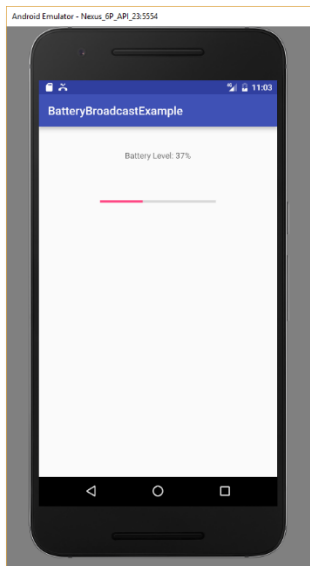 Android Emulator - Nexus_6P_API_23:5554
11:03
BatteryBroadcastExample
Battery Level: 37%